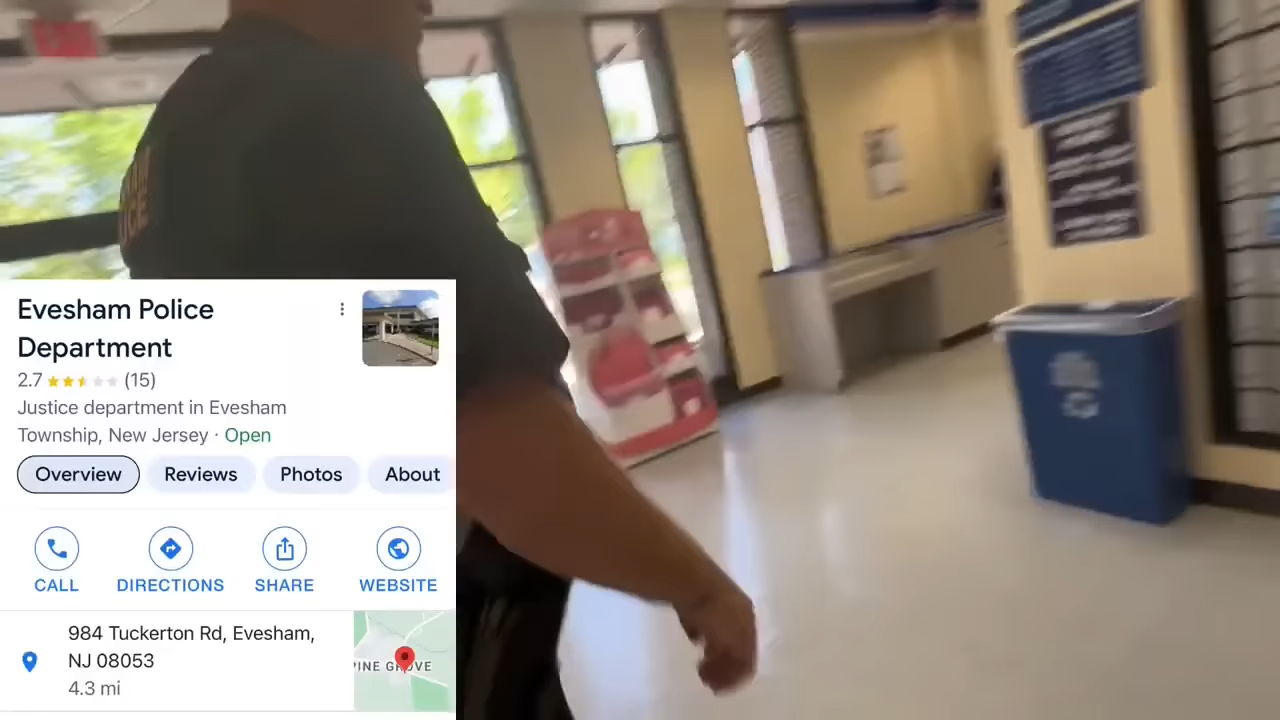 Evesham Police
Department
2.7 (15)
Justice department in Evesham
Township, New Jersey · Open
Overview
Reviews
Photos
About
CALL
DIRECTIONS
SHARE
WEBSITE
984 Tuckerton Rd, Evesham,
NJ 08053
4.3 mi
PINE GROVE